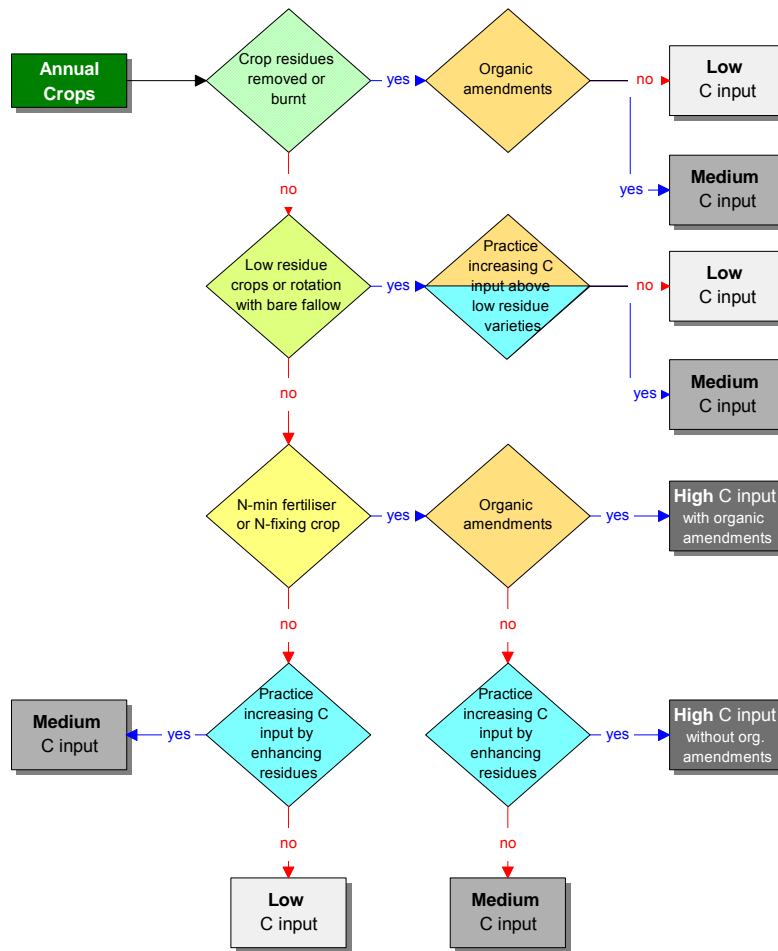 Annual
Crops
Crop residues
removed or
burnt
yes
Organic
amendments
no
Low
C input
yes
Medium
C input
no
Low residue
crops or rotation
with bare fallow
yes
Practice
increasing C
input above
low residue
varieties
no
Low
C input
yes
Medium
C input
no
N-min fertiliser
or N-fixing crop
yes
Organic
amendments
yes
High C input
with organic
amendments
no
no
Medium
C input
yes
Practice
increasing C
input by
enhancing
residues
Practice
increasing C
input by
enhancing
residues
yes
High C input
without org.
amendments
no
no
Low
C input
Medium
C input